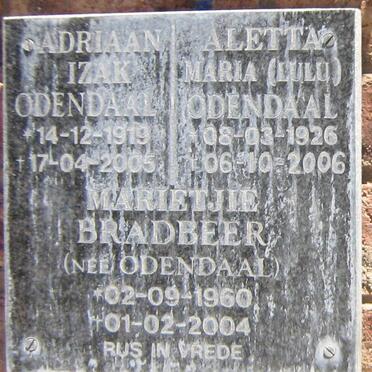 ADRIAAN
IZAK
ODENDAAL
*14-12-1919
†17-04-2005
ALETTA
MARIA (LULU)
ODENDAAL
*08-03-1926
†06-10-2006
MARIETJIE
BRADBEER
(NEÉ ODENDAAL)
*02-09-1960
†01-02-2004
RUS IN VREDE